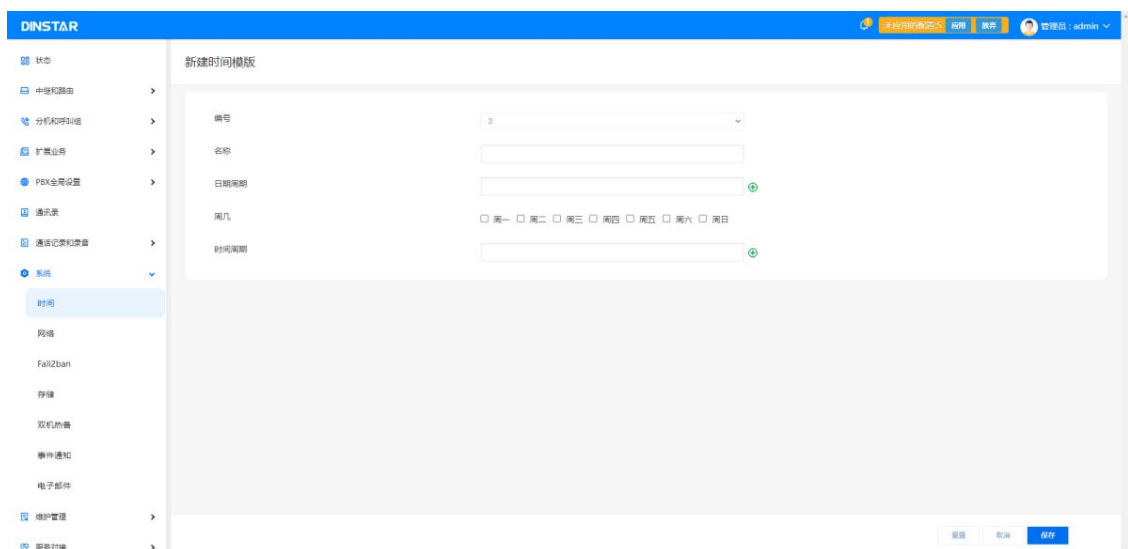 DINSTAR
未应用的配置: 5 应用 放弃 管理员 : admin
状态
中继和路由
分机和呼叫组
扩展业务
PBX全局设置
通讯录
通话记录和录音
系统
时间
网络
Fail2ban
存储
双机热备
事件通知
电子邮件
维护管理
服务对接
新建时间模版
编号 3
名称
日期周期
周几 周一 周二 周三 周四 周五 周六 周日
时间周期
重置 取消 保存